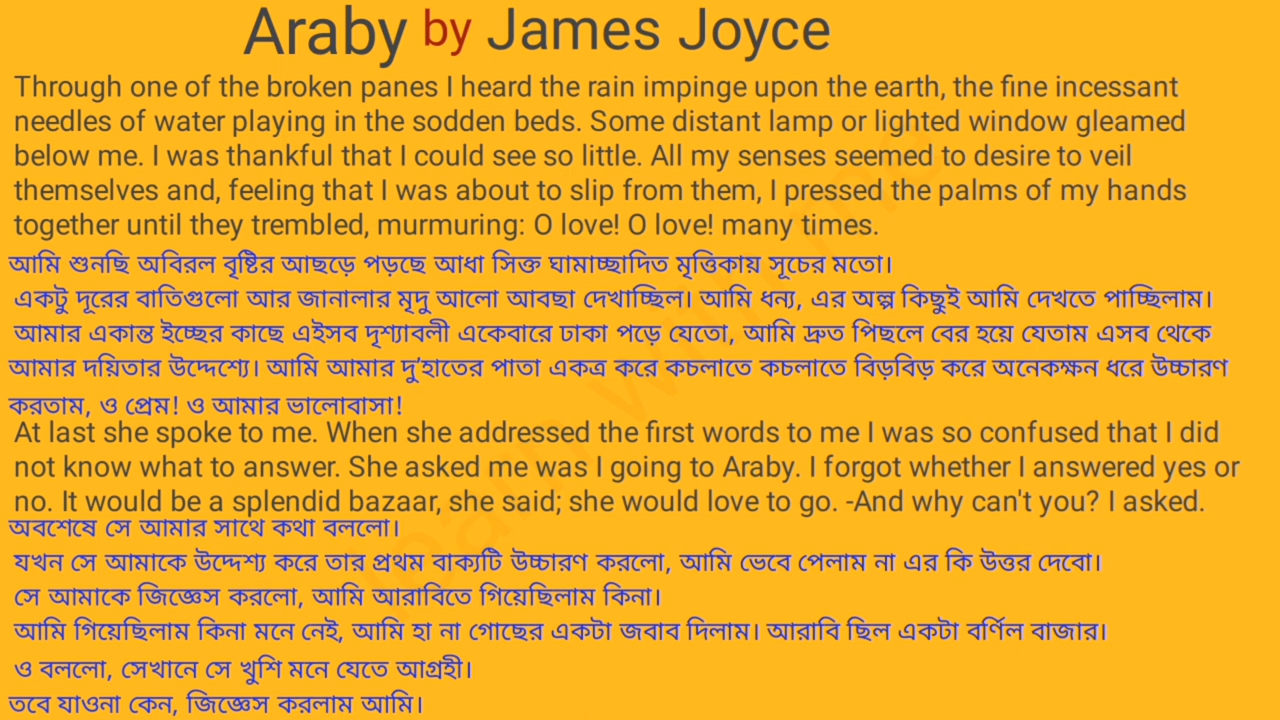 Araby by James Joyce
Through one of the broken panes I heard the rain impinge upon the earth, the fine incessant
needles of water playing in the sodden beds. Some distant lamp or lighted window gleamed
below me. I was thankful that I could see so little. All my senses seemed to desire to veil
themselves and, feeling that I was about to slip from them, I pressed the palms of my hands
together until they trembled, murmuring: O love! O love! many times.
আমি শুনছি অবিরল বৃষ্টির আছড়ে পড়ছে আধা সিক্ত ঘামাচ্ছাদিত মৃত্তিকায় সূচের মতো।
একটু দূরের বাতিগুলো আর জানালার মৃদু আলো আবছা দেখাচ্ছিল। আমি ধন্য, এর অল্প কিছুই আমি দেখতে পাচ্ছিলাম।
আমার একান্ত ইচ্ছের কাছে এইসব দৃশ্যাবলী একেবারে ঢাকা পড়ে যেতো, আমি দ্রুত পিছলে বের হয়ে যেতাম এসব থেকে
আমার দয়িতার উদ্দেশ্যে। আমি আমার দু'হাতের পাতা একত্র করে কচলাতে কচলাতে বিড়বিড় করে অনেকক্ষন ধরে উচ্চারণ
করতাম, ও প্রেম! ও আমার ভালোবাসা!
At last she spoke to me. When she addressed the first words to me I was so confused that I did
not know what to answer. She asked me was I going to Araby. I forgot whether I answered yes or
no. It would be a splendid bazaar, she said; she would love to go. -And why can't you? I asked.
অবশেষে সে আমার সাথে কথা বললো।
যখন সে আমাকে উদ্দেশ্য করে তার প্রথম বাক্যটি উচ্চারণ করলো, আমি ভেবে পেলাম না এর কি উত্তর দেবো।
সে আমাকে জিজ্ঞেস করলো, আমি আরাবিতে গিয়েছিলাম কিনা।
আমি গিয়েছিলাম কিনা মনে নেই, আমি হা না গোছের একটা জবাব দিলাম। আরাবি ছিল একটা বর্ণিল বাজার।
ও বললো, সেখানে সে খুশি মনে যেতে আগ্রহী।
তবে যাওনা কেন, জিজ্ঞেস করলাম আমি।